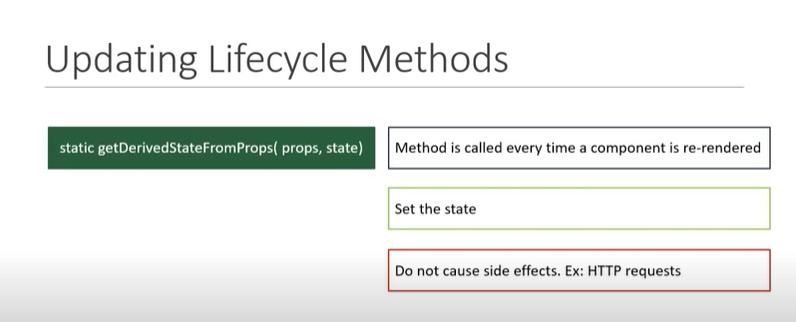 Updating Lifecycle Methods
static getDerivedStateFromProps( props, state)
Method is called every time a component is re-rendered
Set the state
Do not cause side effects. Ex: HTTP requests